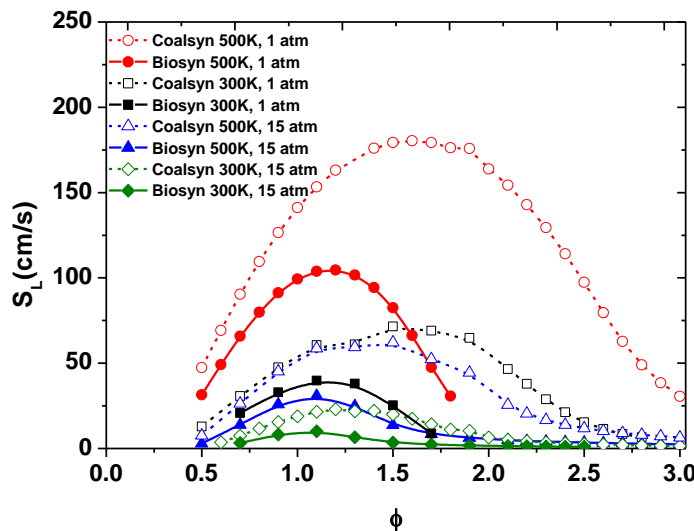 250
200
150
100
50
0
S_L(cm/s)
Coalsyn 500K, 1 atm
Biosyn 500K, 1 atm
Coalsyn 300K, 1 atm
Biosyn 300K, 1 atm
Coalsyn 500K, 15 atm
Biosyn 500K, 15 atm
Coalsyn 300K, 15 atm
Biosyn 300K, 15 atm
0.0 0.5 1.0 1.5 2.0 2.5 3.0
ϕ